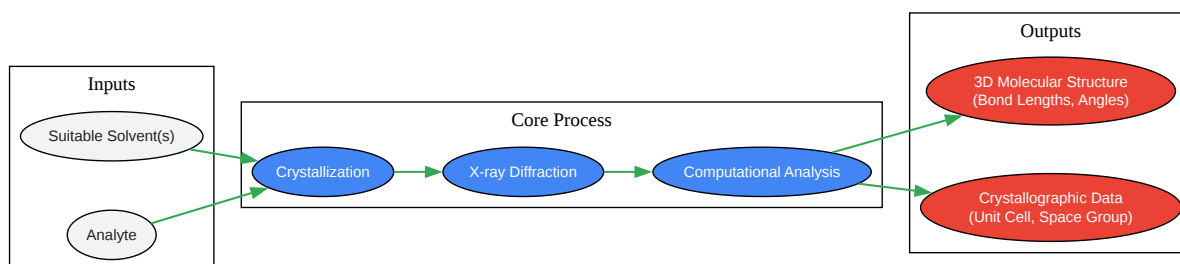 Inputs
Suitable Solvent(s)
Analyte
Core Process
Crystallization
X-ray Diffraction
Computational Analysis
Outputs
3D Molecular Structure
(Bond Lengths, Angles)
Crystallographic Data
(Unit Cell, Space Group)